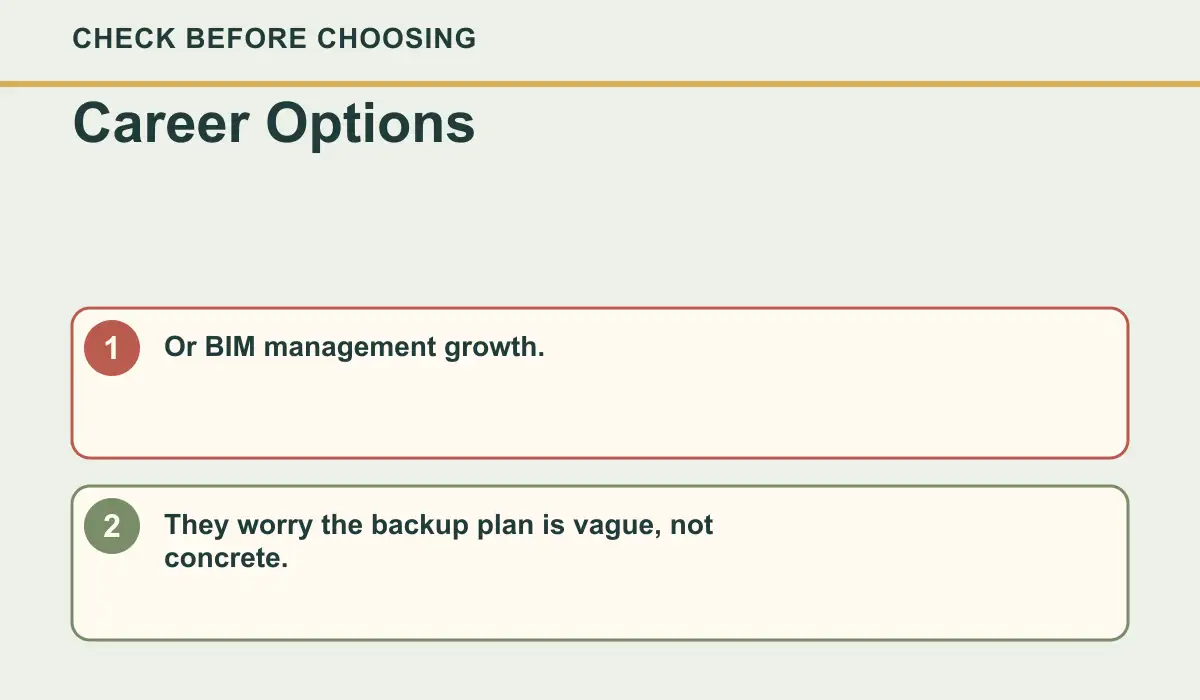 CHECK BEFORE CHOOSING
Career Options
1
Or BIM management growth.
2
They worry the backup plan is vague, not
concrete.